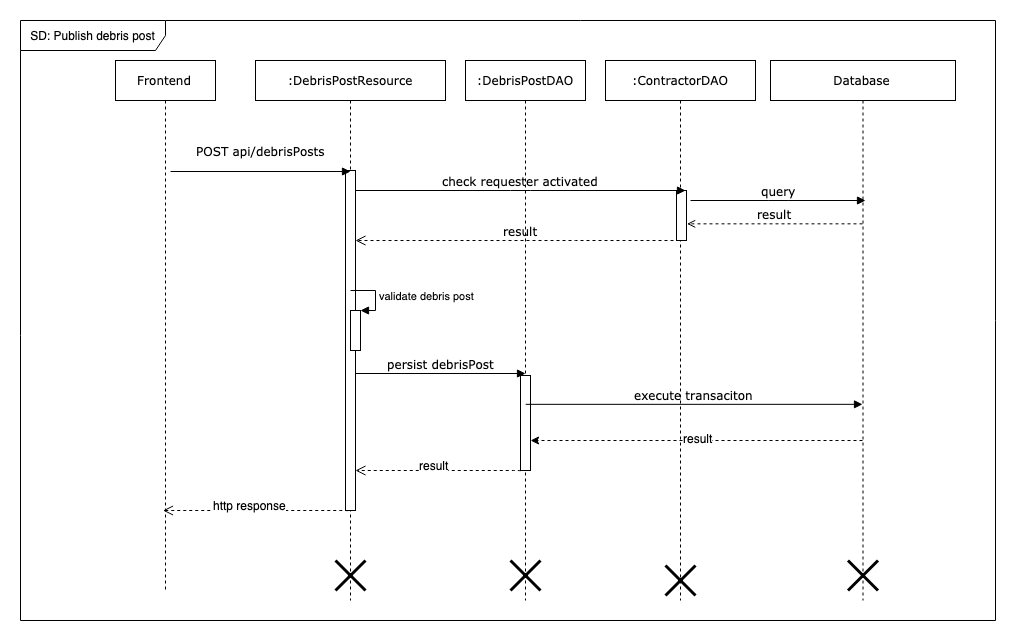 SD: Publish debris post
Frontend
:DebrisPostResource
:DebrisPostDAO
:ContractorDAO
Database
POST api/debrisPosts
check requester activated
query
result
result
validate debris post
persist debrisPost
execute transaciton
result
result
http response